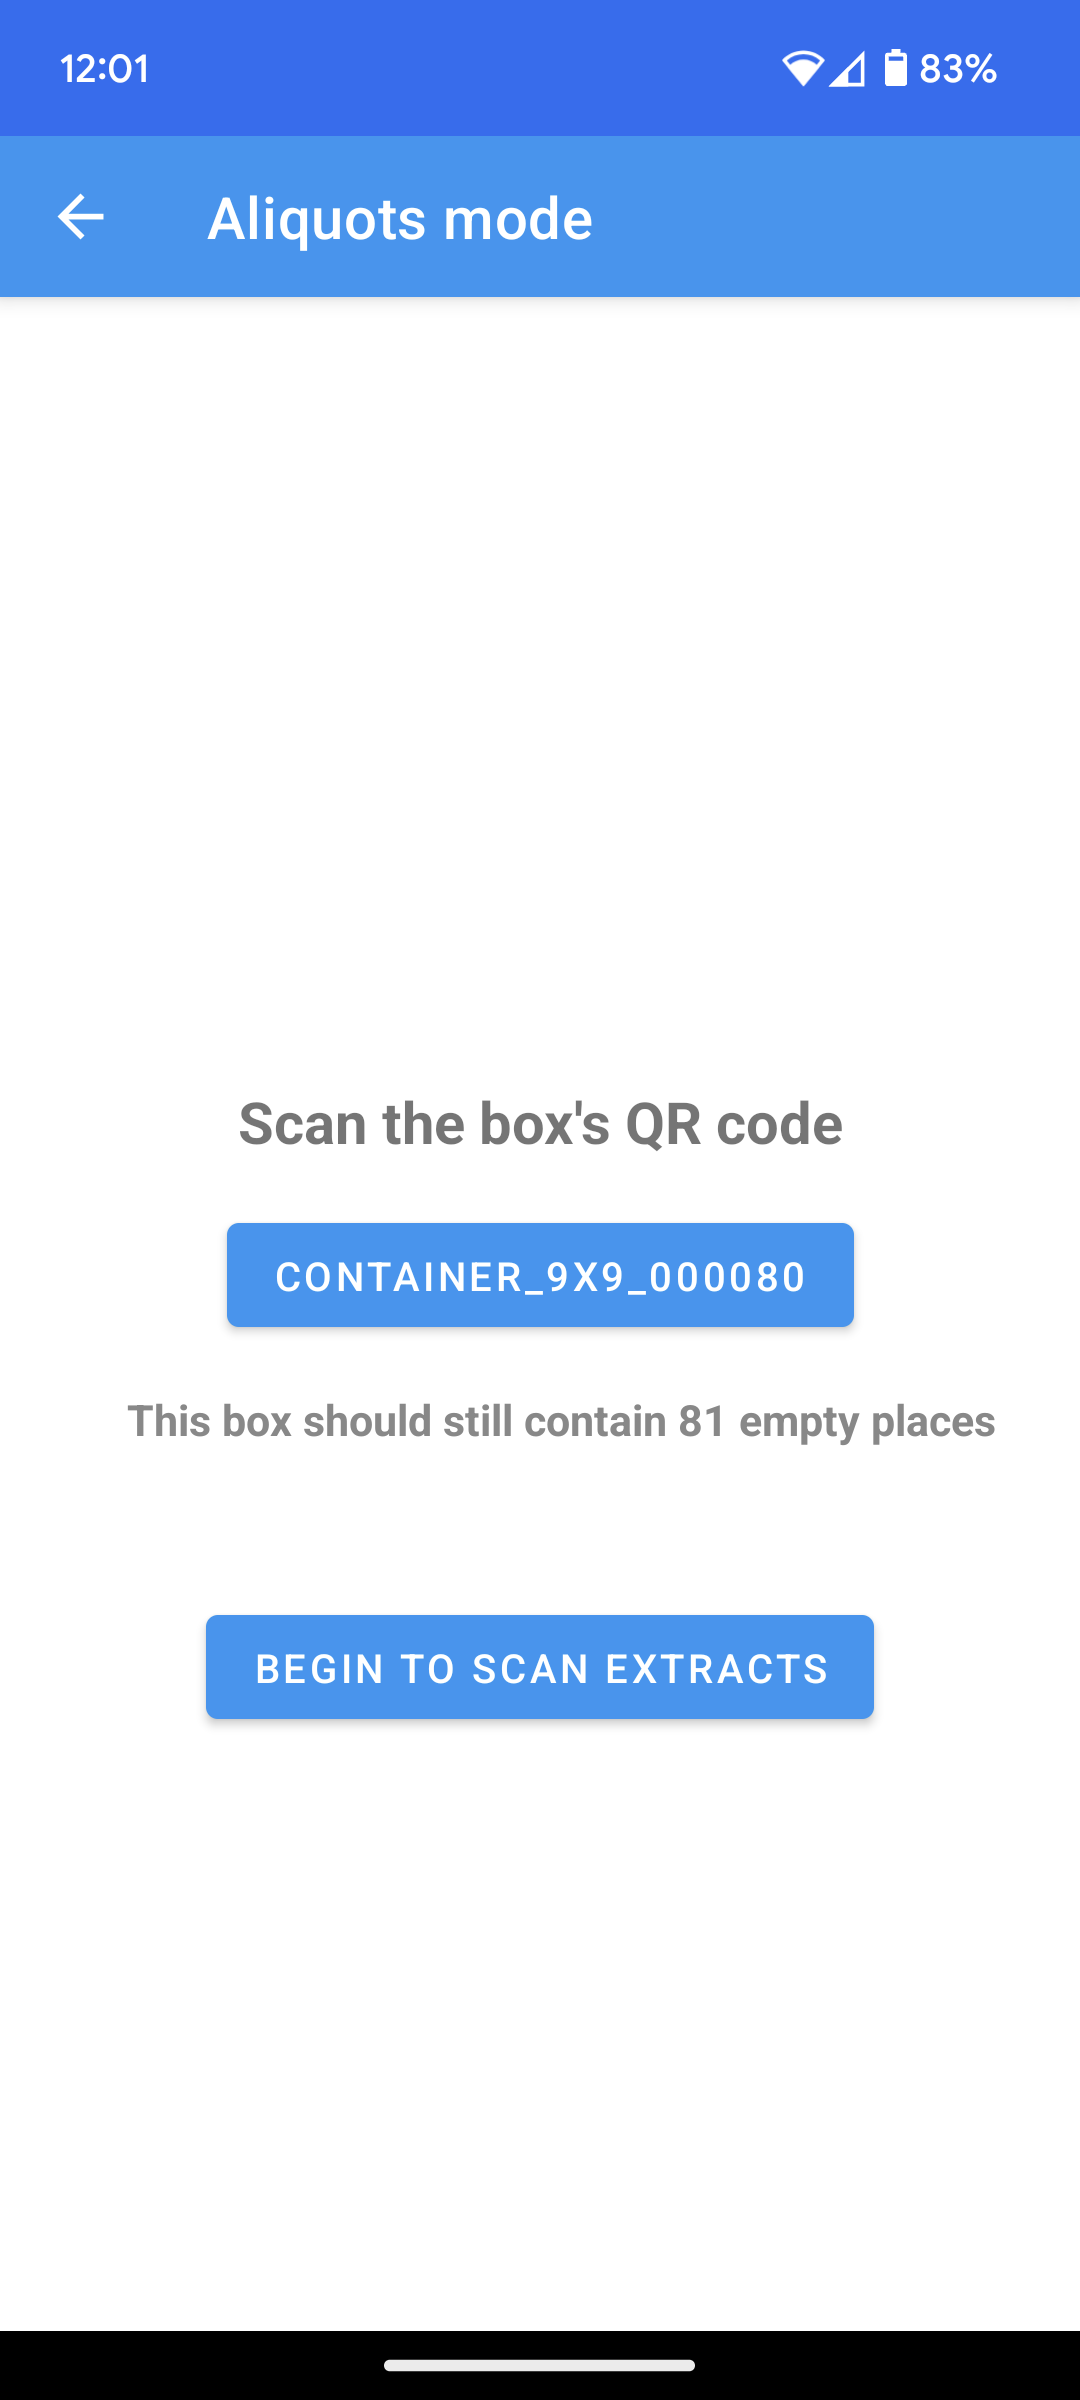 12:01
83%
Aliquots mode
Scan the box's QR code
CONTAINER_9X9_000080
This box should still contain 81 empty places
BEGIN TO SCAN EXTRACTS